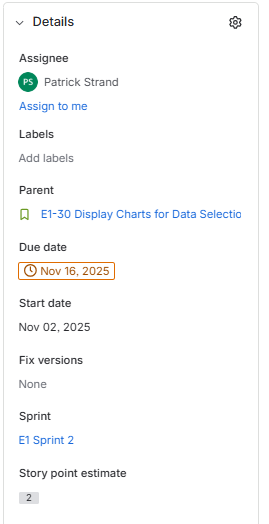 Details
Assignee
PS Patrick Strand
Assign to me
Labels
Add labels
Parent
E1-30 Display Charts for Data Selectio
Due date
Nov 16, 2025
Start date
Nov 02, 2025
Fix versions
None
Sprint
E1 Sprint 2
Story point estimate
2